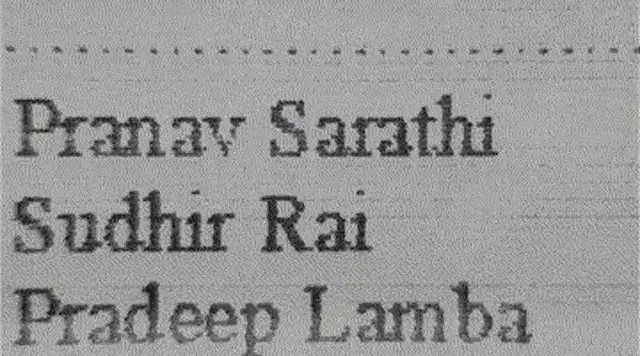 Pranav Sarathi
Sudhir Rai
Pradeep Lamba